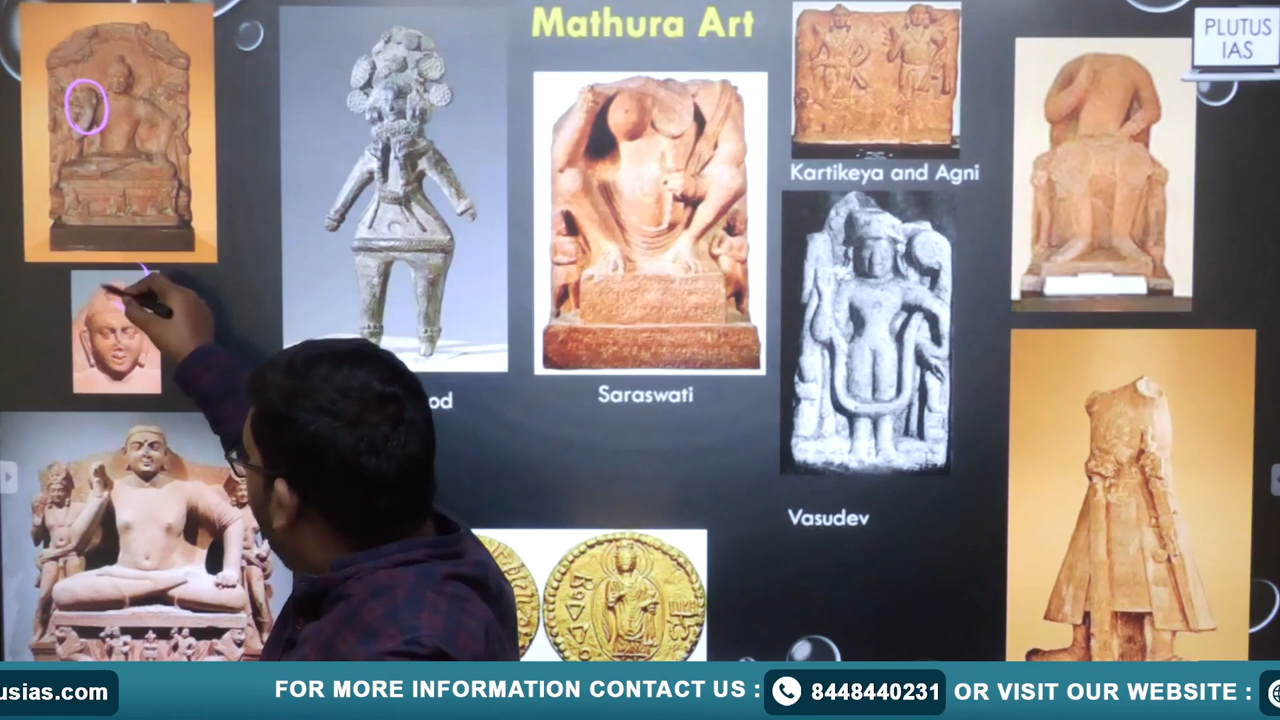 Mathura Art
PLUTUS
IAS
Kartikeya and Agni
od
Saraswati
Vasudev
ΒΟΔΔΟ
usias.com
FOR MORE INFORMATION CONTACT US :
8448440231
OR VISIT OUR WEBSITE :